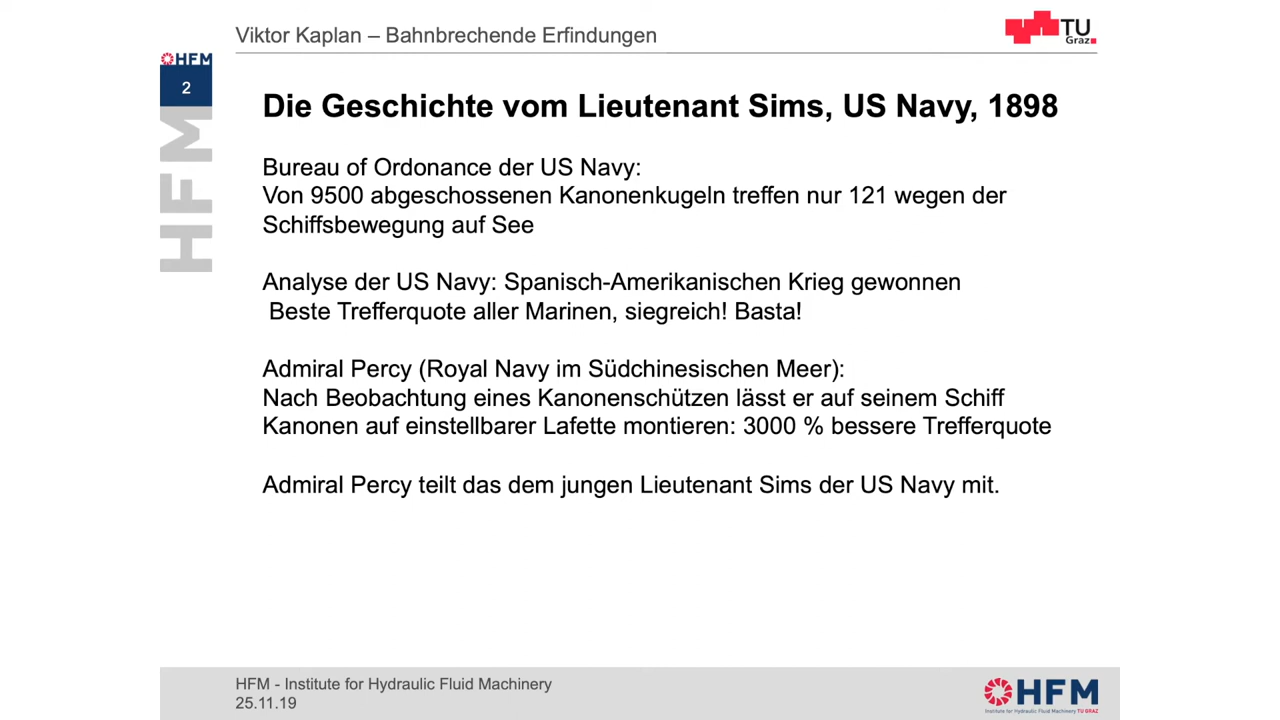 Viktor Kaplan – Bahnbrechende Erfindungen
TU
Graz
HFM
2
HFM
Die Geschichte vom Lieutenant Sims, US Navy, 1898
Bureau of Ordonance der US Navy:
Von 9500 abgeschossenen Kanonenkugeln treffen nur 121 wegen der
Schiffsbewegung auf See
Analyse der US Navy: Spanisch-Amerikanischen Krieg gewonnen
Beste Trefferquote aller Marinen, siegreich! Basta!
Admiral Percy (Royal Navy im Südchinesischen Meer):
Nach Beobachtung eines Kanonenschützen lässt er auf seinem Schiff
Kanonen auf einstellbarer Lafette montieren: 3000 % bessere Trefferquote
Admiral Percy teilt das dem jungen Lieutenant Sims der US Navy mit.
HFM - Institute for Hydraulic Fluid Machinery
25.11.19
HFM
Institute for Hydraulic Fluid Machinery TU GRAZ